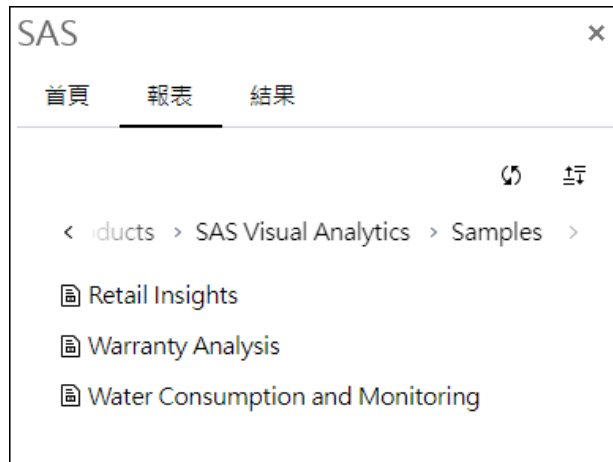 SAS
首頁 報表 結果
SAS Visual Analytics > Samples >
Retail Insights
Warranty Analysis
Water Consumption and Monitoring